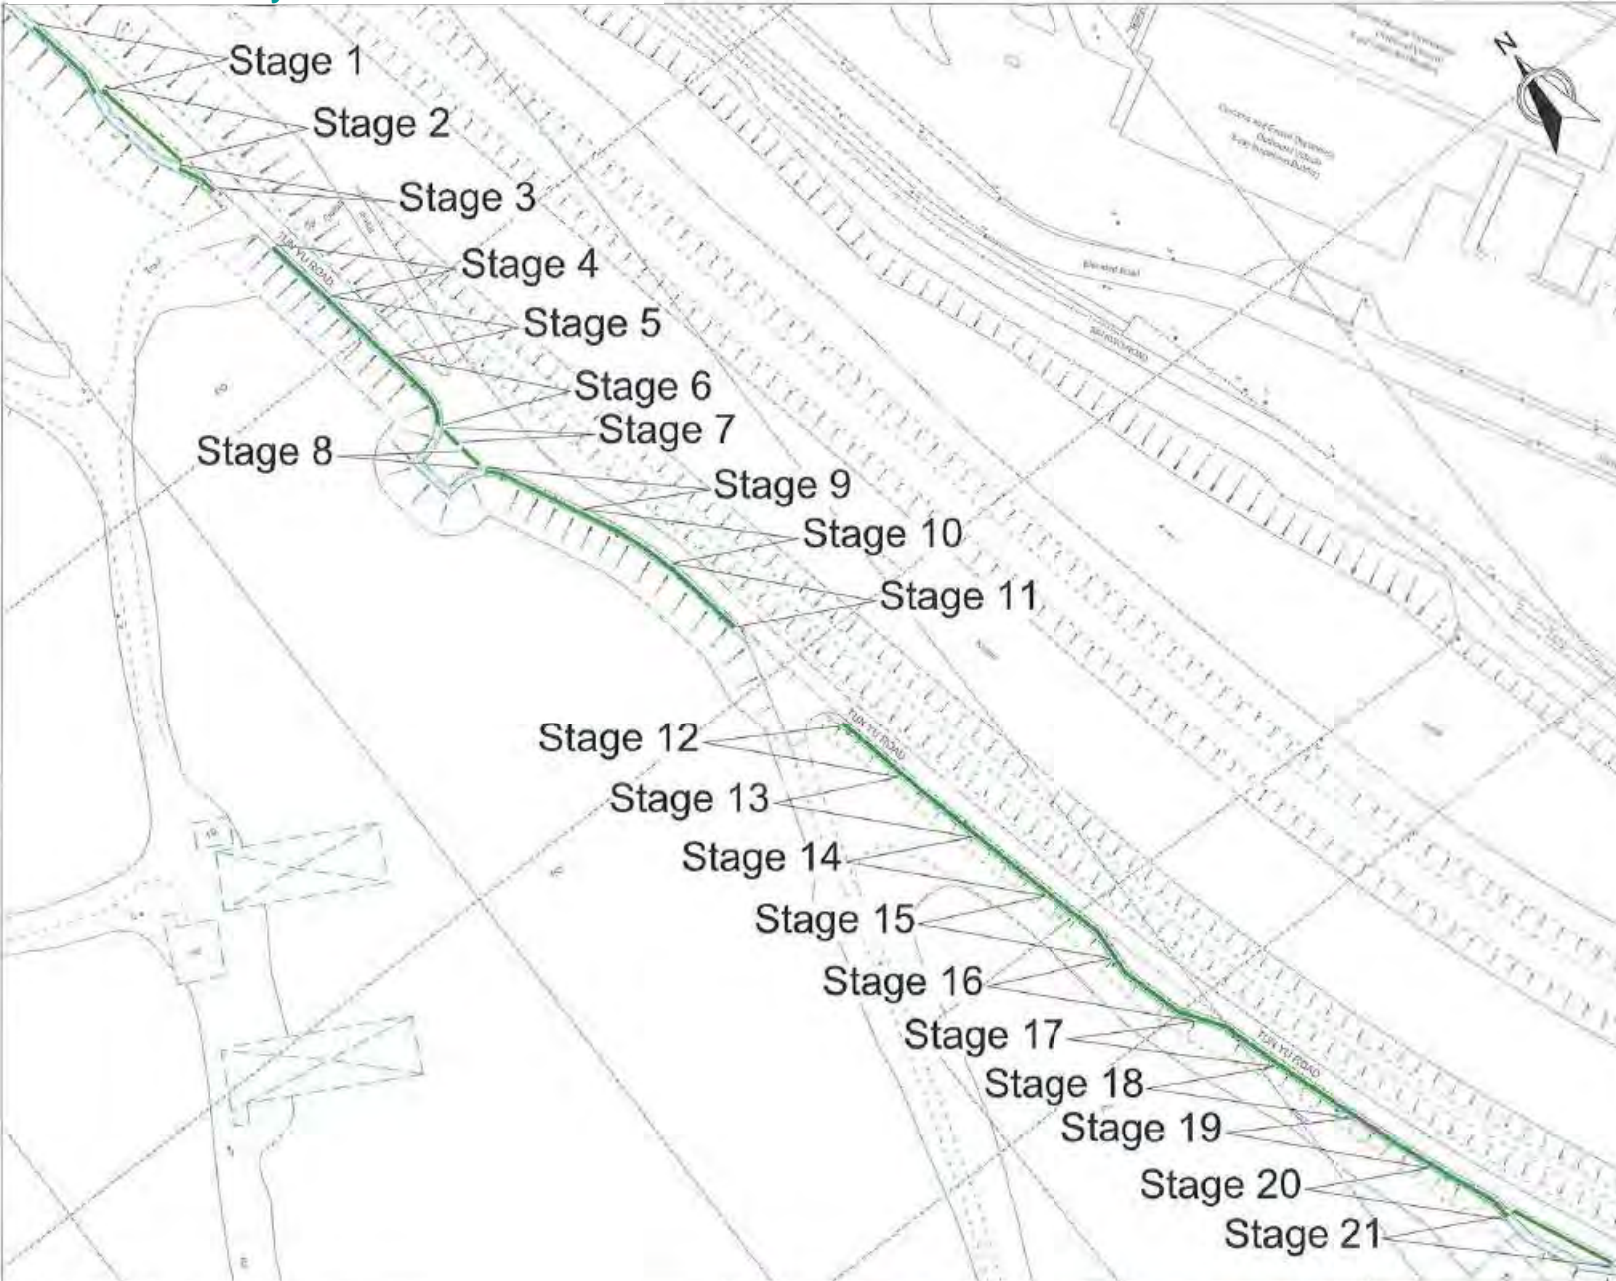 N
Stage 1
Stage 2
Stage 3
Stage 4
TUN YU ROAD
Stage 5
Stage 6
Stage 7
Stage 8
Stage 9
Stage 10
Stage 11
Elevated Road
Stage 12
TUN YU ROAD
Stage 13
Stage 14
Stage 15
Stage 16
Stage 17
TUN YU ROAD
Stage 18
Stage 19
Stage 20
Stage 21